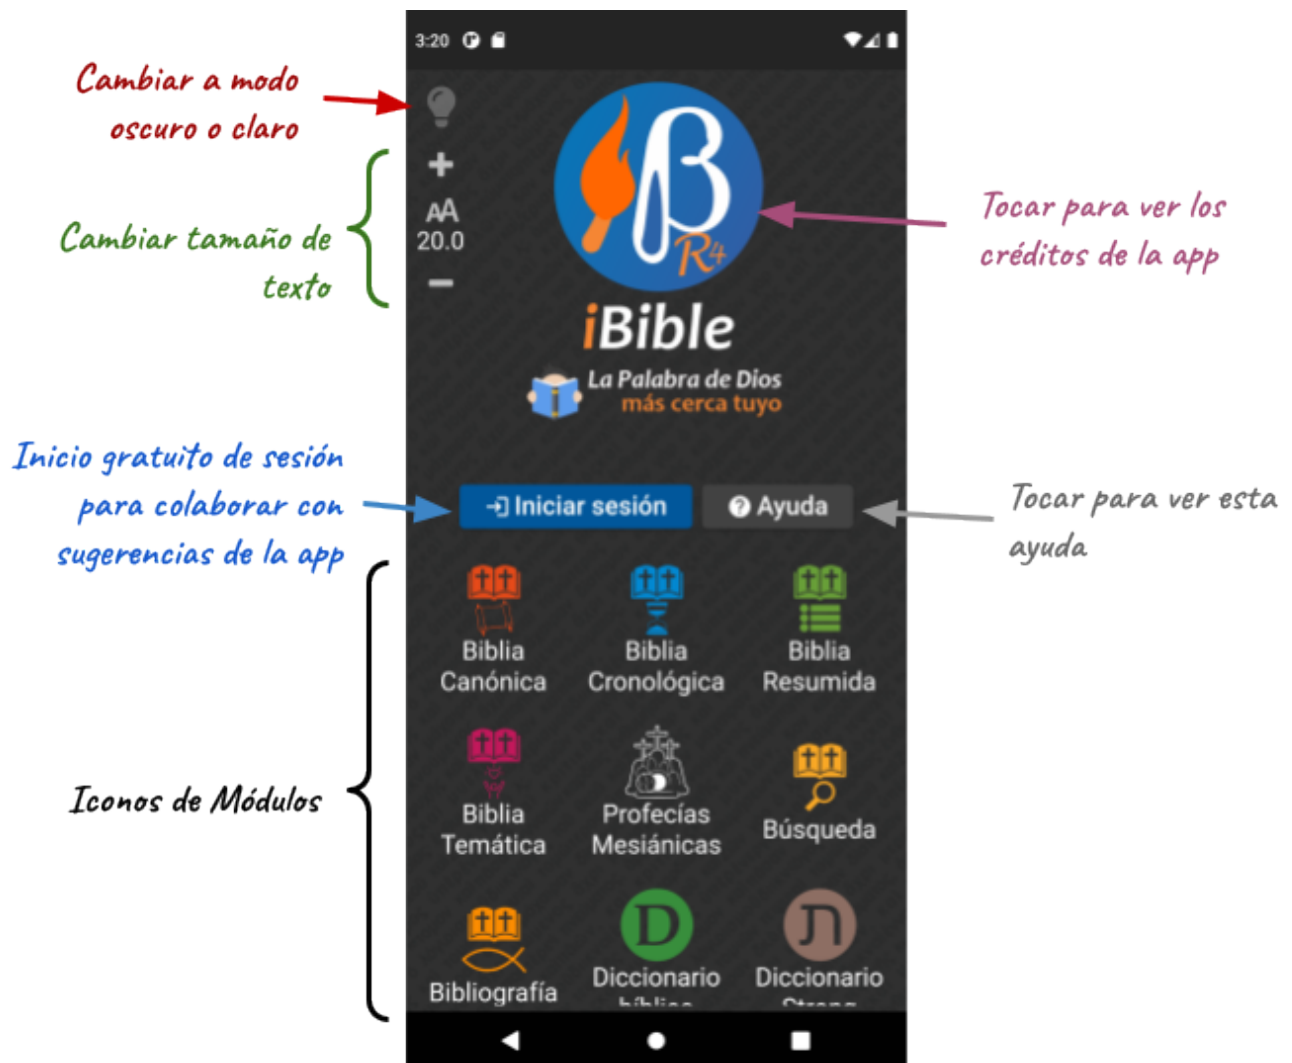 Cambiar a modo
oscuro o claro
Cambiar tamaño de
texto
Inicio gratuito de sesión
para colaborar con
sugerencias de la app
Iconos de Módulos
3:20
AA
20.0
β
R4
iBible
La Palabra de Dios
más cerca tuyo
Iniciar sesión
Ayuda
Biblia
Canónica
Biblia
Cronológica
Biblia
Resumida
Biblia
Temática
Profecías
Mesiánicas
Búsqueda
Bibliografía
D
Diccionario
bíblico
ת
Diccionario
Strong
Tocar para ver los
créditos de la app
Tocar para ver esta
ayuda